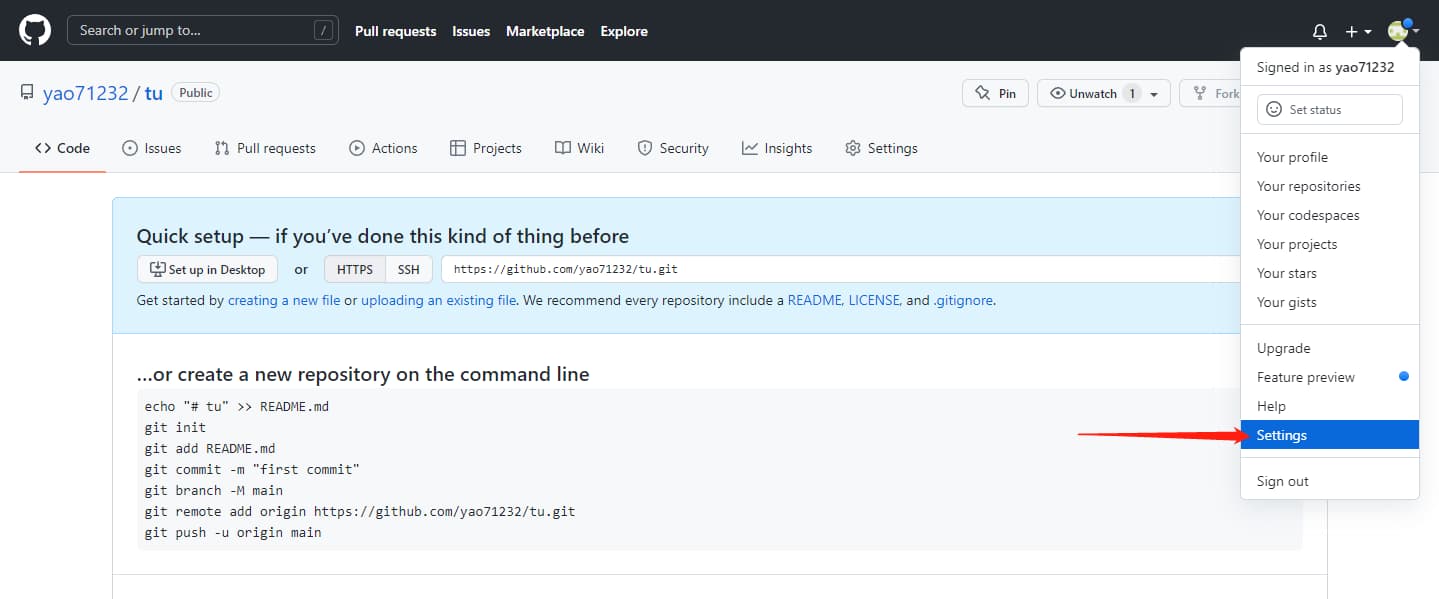 Search or jump to... /
Pull requests Issues Marketplace Explore
Signed in as yao71232
Set status
Your profile
Your repositories
Your codespaces
Your projects
Your stars
Your gists
Upgrade
Feature preview
Help
Settings
Sign out
yao71232 / tu Public
Pin
Unwatch 1
Fork
Code Issues Pull requests Actions Projects Wiki Security Insights Settings
Quick setup — if you’ve done this kind of thing before
Set up in Desktop or HTTPS SSH https://github.com/yao71232/tu.git
Get started by creating a new file or uploading an existing file. We recommend every repository include a README, LICENSE, and .gitignore.
…or create a new repository on the command line
echo "# tu" >> README.md
git init
git add README.md
git commit -m "first commit"
git branch -M main
git remote add origin https://github.com/yao71232/tu.git
git push -u origin main